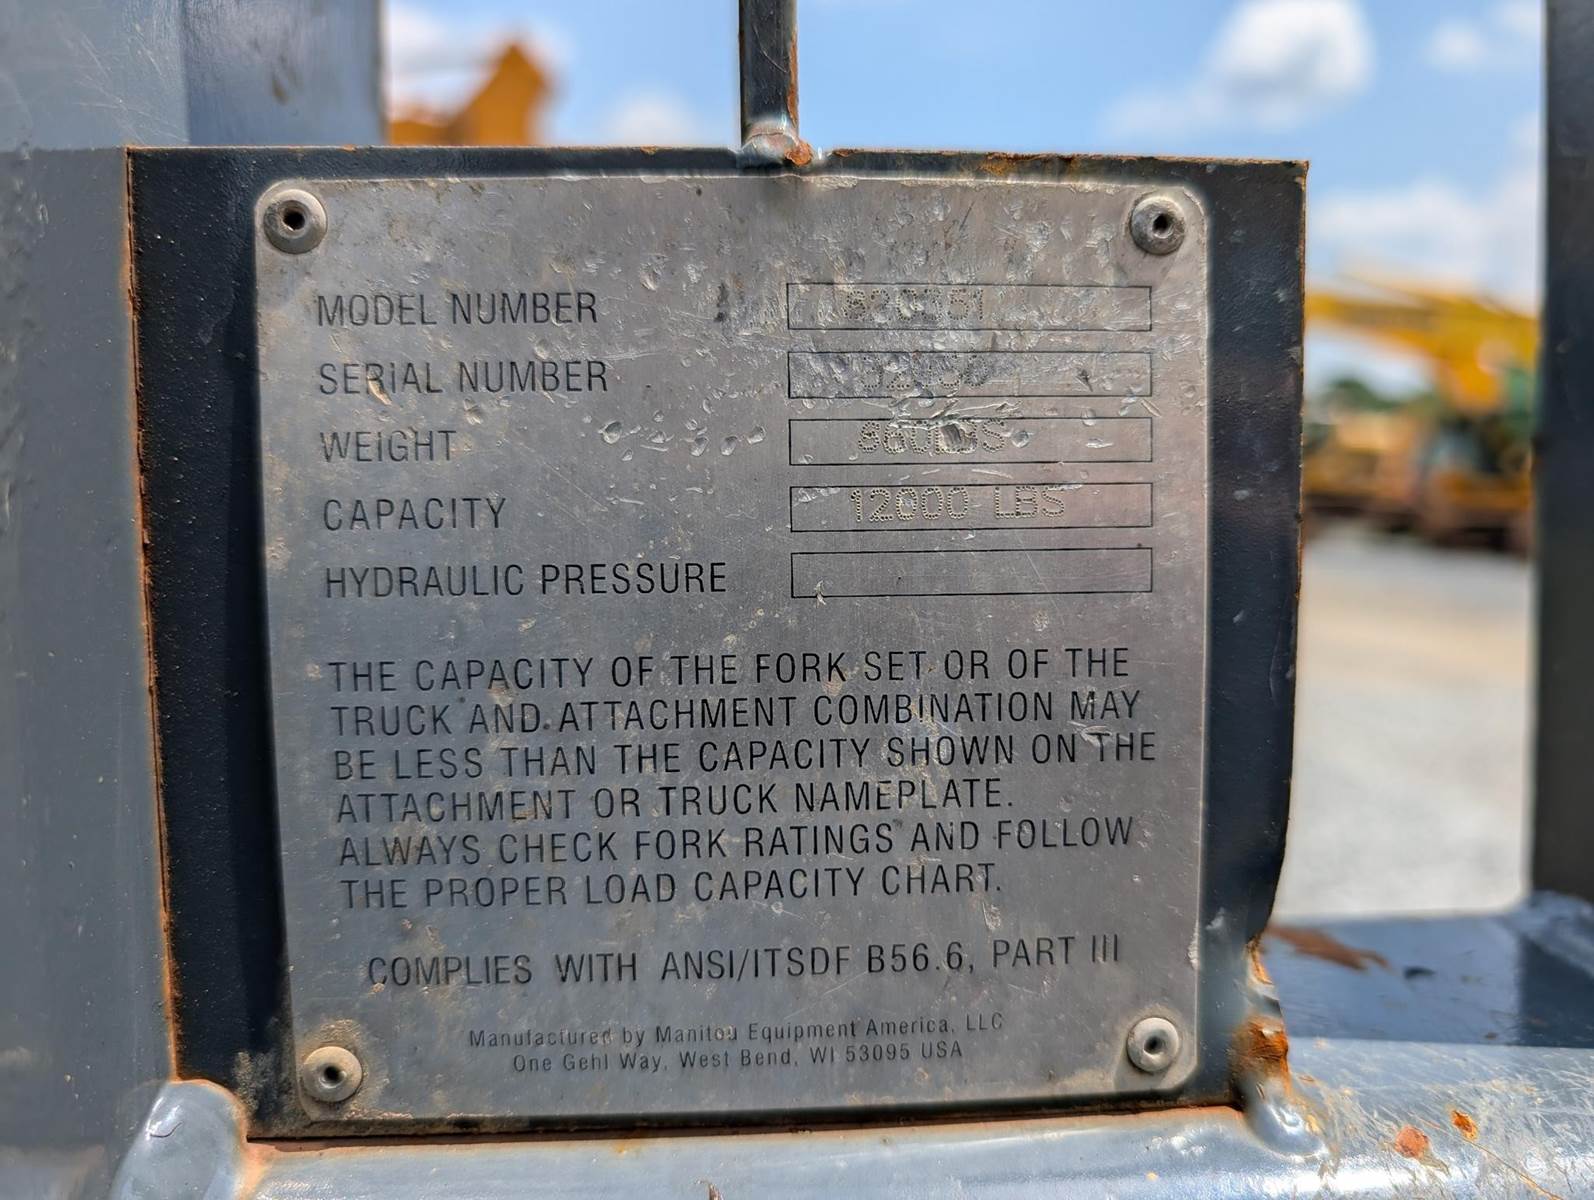 MODEL NUMBER
SERIAL NUMBER
WEIGHT
CAPACITY 12000 LBS
HYDRAULIC PRESSURE
THE CAPACITY OF THE FORK SET OR OF THE
TRUCK AND ATTACHMENT COMBINATION MAY
BE LESS THAN THE CAPACITY SHOWN ON THE
ATTACHMENT OR TRUCK NAMEPLATE.
ALWAYS CHECK FORK RATINGS AND FOLLOW
THE PROPER LOAD CAPACITY CHART.
COMPLIES WITH ANSI/ITSDF B56.6, PART III
Manufactured by Manitou Equipment America, LLC
One Gehl Way, West Bend, WI 53095 USA